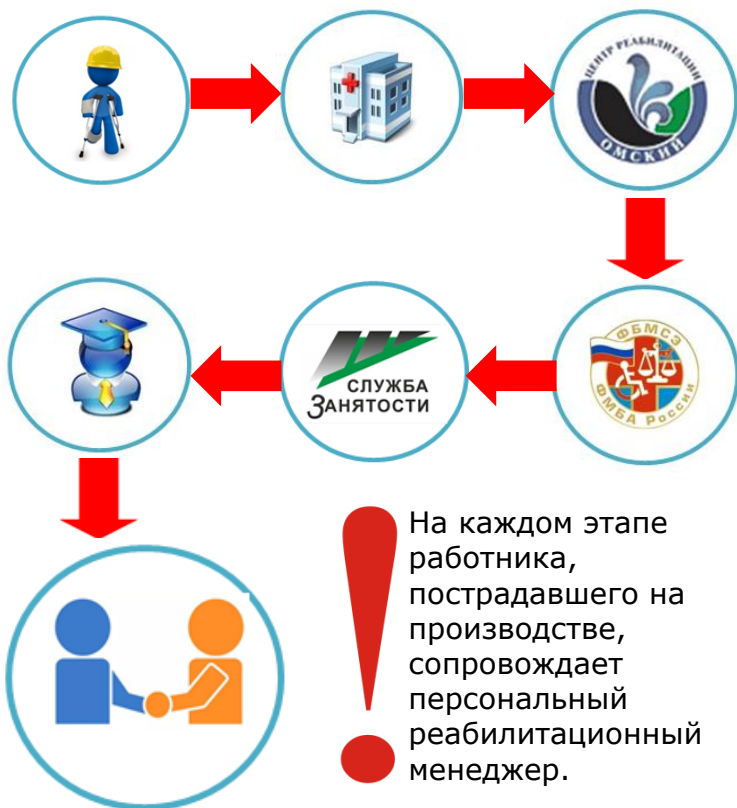 ЦЕНТР РЕАБИЛИТАЦИИ
ОМСКИЙ
СЛУЖБА
ЗАНЯТОСТИ
ФБМСЭ
ФМБА России
На каждом этапе
работника,
пострадавшего на
производстве,
сопровождает
персональный
реабилитационный
менеджер.